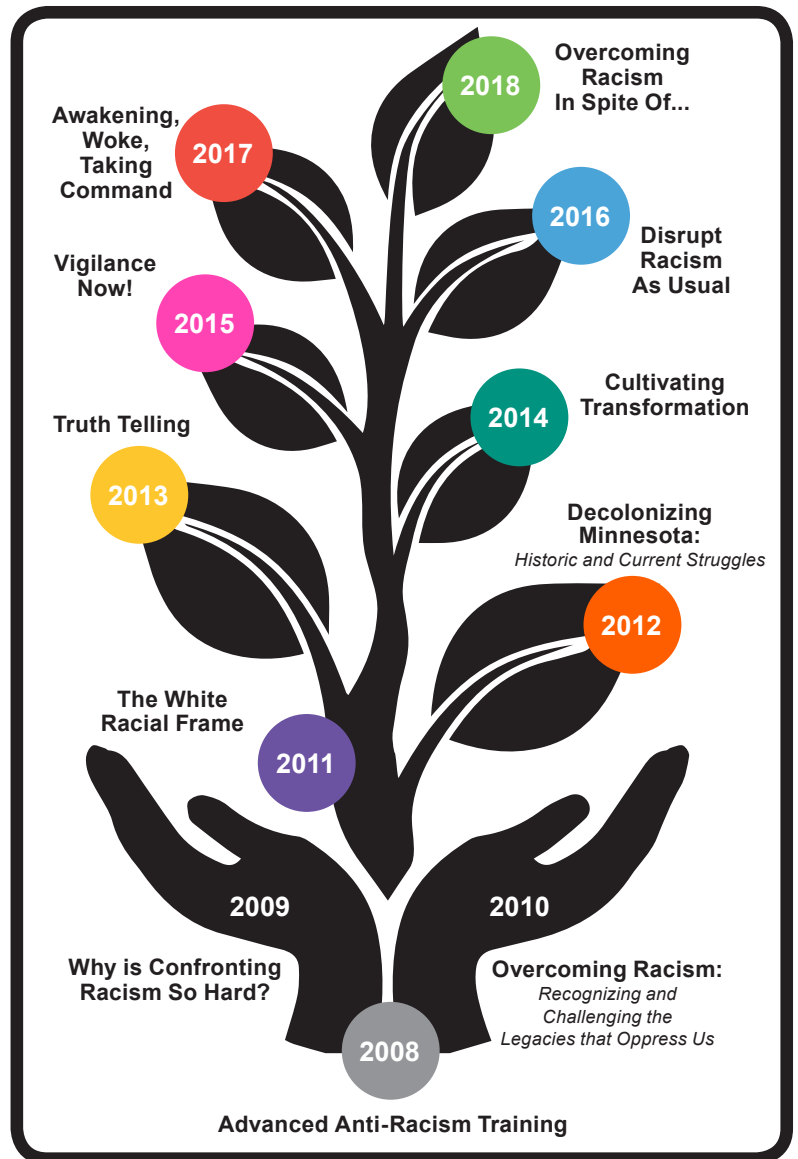 2018
Overcoming
Racism
In Spite Of...
Awakening,
Woke,
Taking
Command
2017
2016
Disrupt
Racism
As Usual
Vigilance
Now!
2015
2014
Cultivating
Transformation
Truth Telling
2013
Decolonizing
Minnesota:
Historic and Current Struggles
2012
The White
Racial Frame
2011
2009
Why is Confronting
Racism So Hard?
2010
Overcoming Racism:
Recognizing and
Challenging the
Legacies that Oppress Us
2008
Advanced Anti-Racism Training